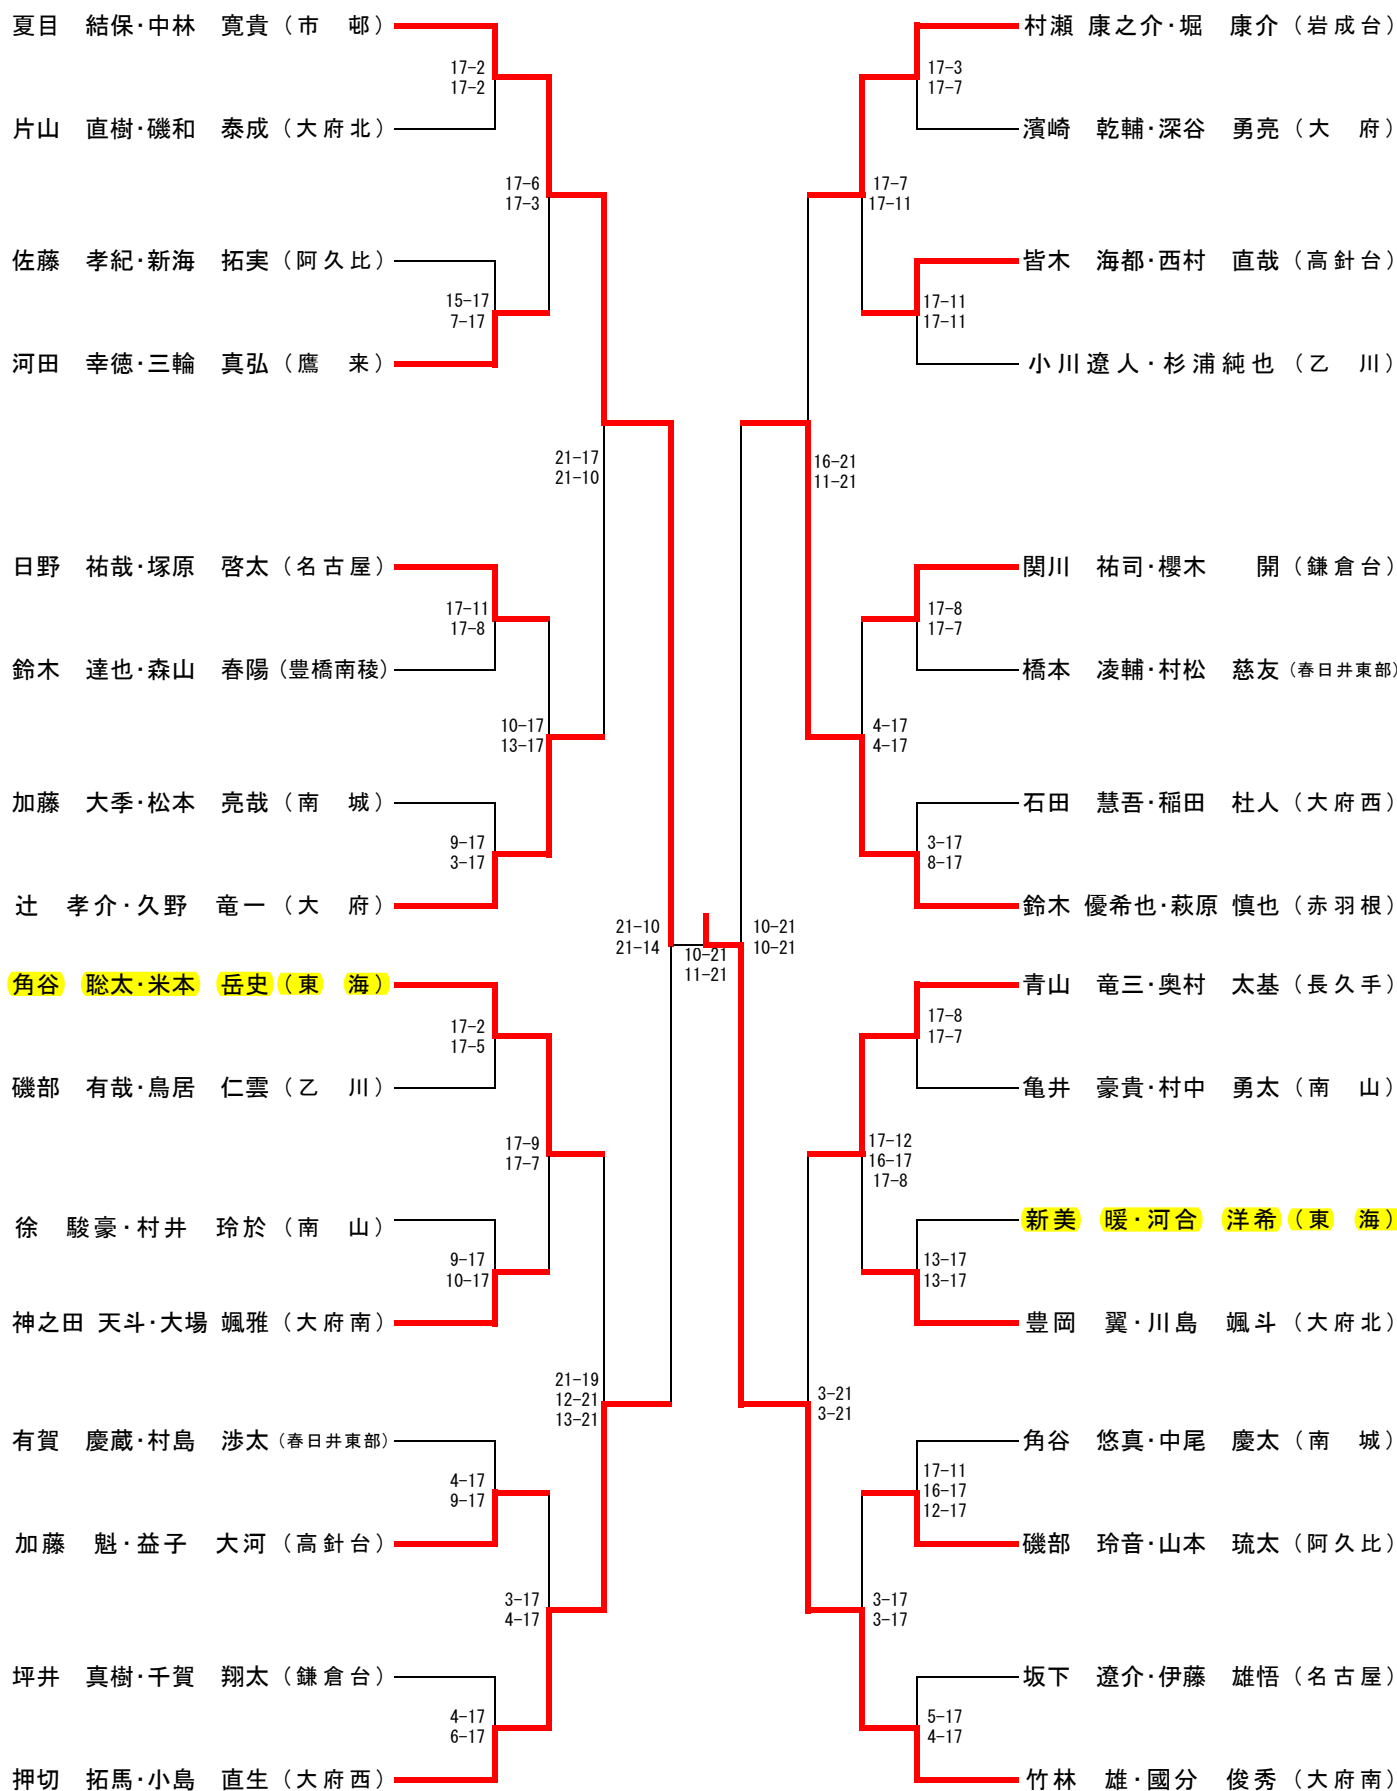 夏目　結保・中林　寛貴（市　邨）
17-2
17-2
片山　直樹・磯和　泰成（大府北）
17-6
17-3
佐藤　孝紀・新海　拓実（阿久比）
15-17
7-17
河田　幸徳・三輪　真弘（鷹　来）
21-17
21-10
日野　祐哉・塚原　啓太（名古屋）
17-11
17-8
鈴木　達也・森山　春陽（豊橋南稜）
10-17
13-17
加藤　大季・松本　亮哉（南　城）
9-17
3-17
辻　孝介・久野　竜一（大　府）
21-10
21-14
角谷　聡太・米本　岳史（東　海）
17-2
17-5
磯部　有哉・鳥居　仁雲（乙　川）
17-9
17-7
徐　駿豪・村井　玲於（南　山）
9-17
10-17
神之田 天斗・大場 颯雅（大府南）
21-19
12-21
13-21
有賀　慶蔵・村島　渉太（春日井東部）
4-17
9-17
加藤　魁・益子　大河（高針台）
3-17
4-17
坪井　真樹・千賀　翔太（鎌倉台）
4-17
6-17
押切　拓馬・小島　直生（大府西）
10-21
11-21
村瀬 康之介・堀　康介（岩成台）
17-3
17-7
濱崎　乾輔・深谷　勇亮（大　府）
17-7
17-11
皆木　海都・西村　直哉（高針台）
17-11
17-11
小川遼人・杉浦純也（乙　川）
16-21
11-21
関川　祐司・櫻木　開（鎌倉台）
17-8
17-7
橋本　凌輔・村松　慈友（春日井東部）
4-17
4-17
石田　慧吾・稲田　杜人（大府西）
3-17
8-17
鈴木 優希也・萩原 慎也（赤羽根）
10-21
10-21
青山　竜三・奥村　太基（長久手）
17-8
17-7
亀井　豪貴・村中　勇太（南　山）
17-12
16-17
17-8
新美　暖・河合　洋希（東　海）
13-17
13-17
豊岡　翼・川島　颯斗（大府北）
3-21
3-21
角谷　悠真・中尾　慶太（南　城）
17-11
16-17
12-17
磯部　玲音・山本　琉太（阿久比）
3-17
3-17
坂下　遼介・伊藤　雄悟（名古屋）
5-17
4-17
竹林　雄・國分　俊秀（大府南）